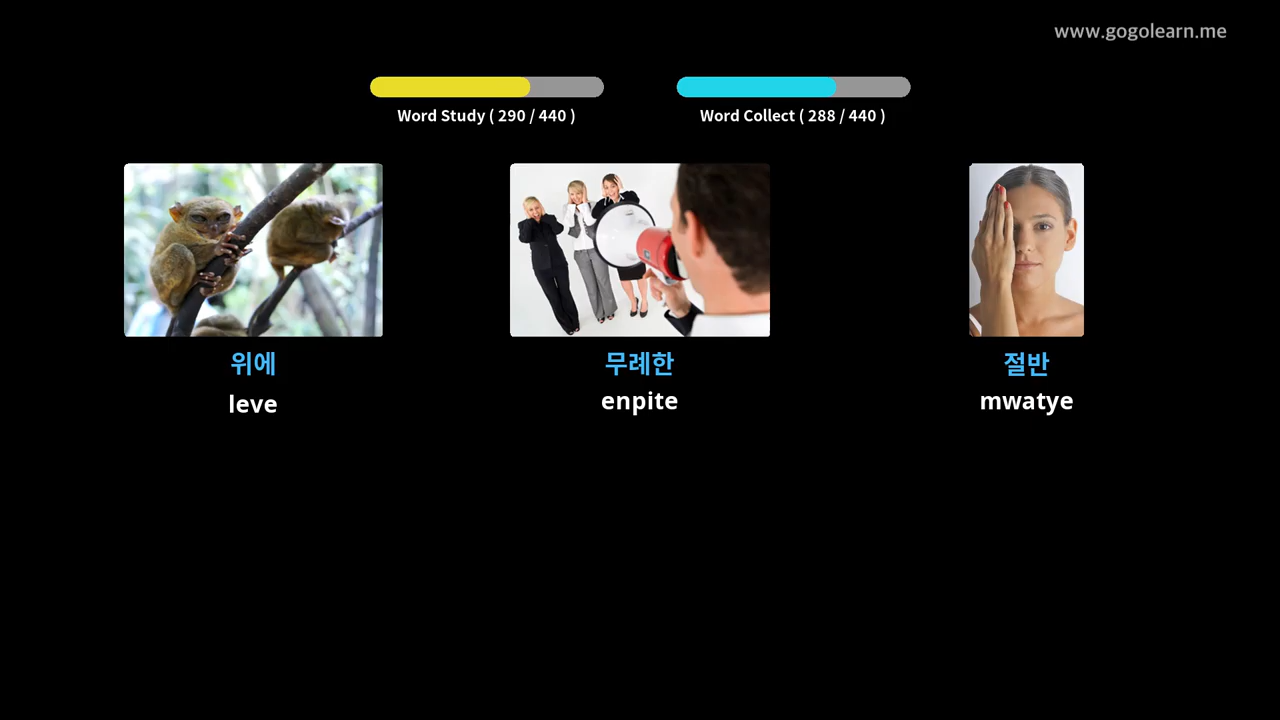 www.gogolearn.me
Word Study ( 290 / 440 )
Word Collect ( 288 / 440 )
위에
무례한
절반
leve
enpite
mwatye